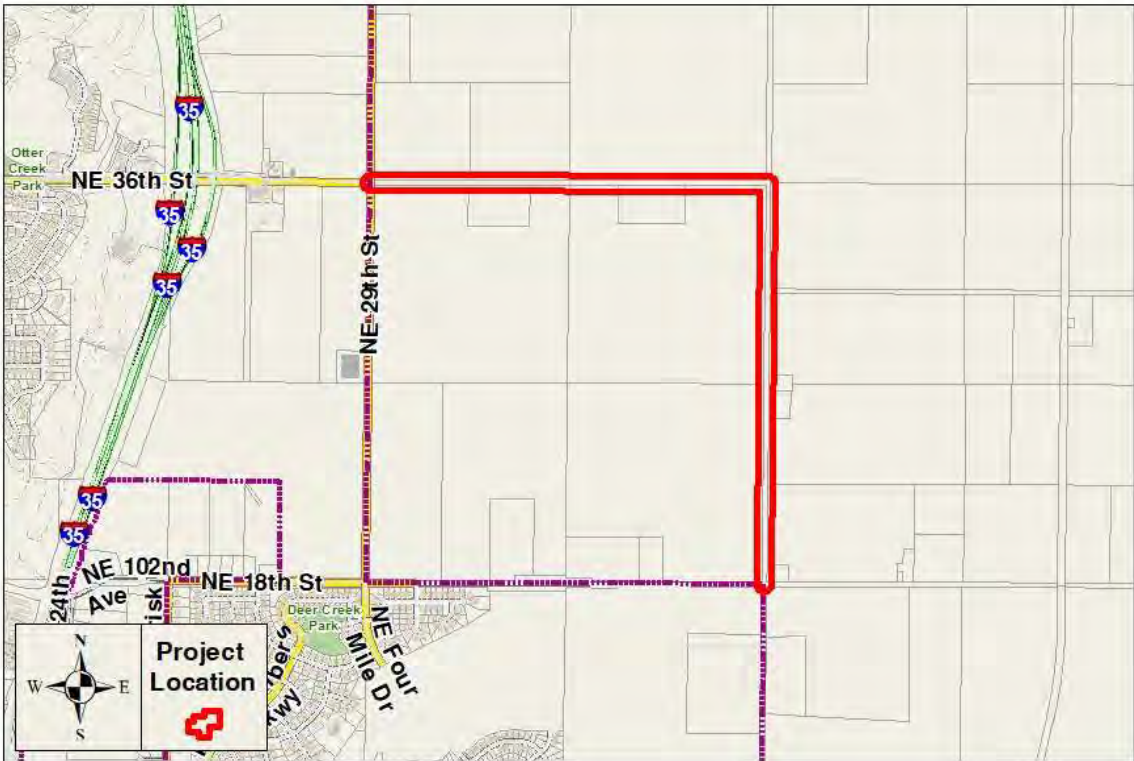 35
Otter
Creek
Park
NE 36th St
35
35
35
NE 29th St
35
35
NE 102nd
Ave
24th
NE 18th St
Deer Creek
Park
NE Four
Mile Dr
N
W
E
S
Project
Location